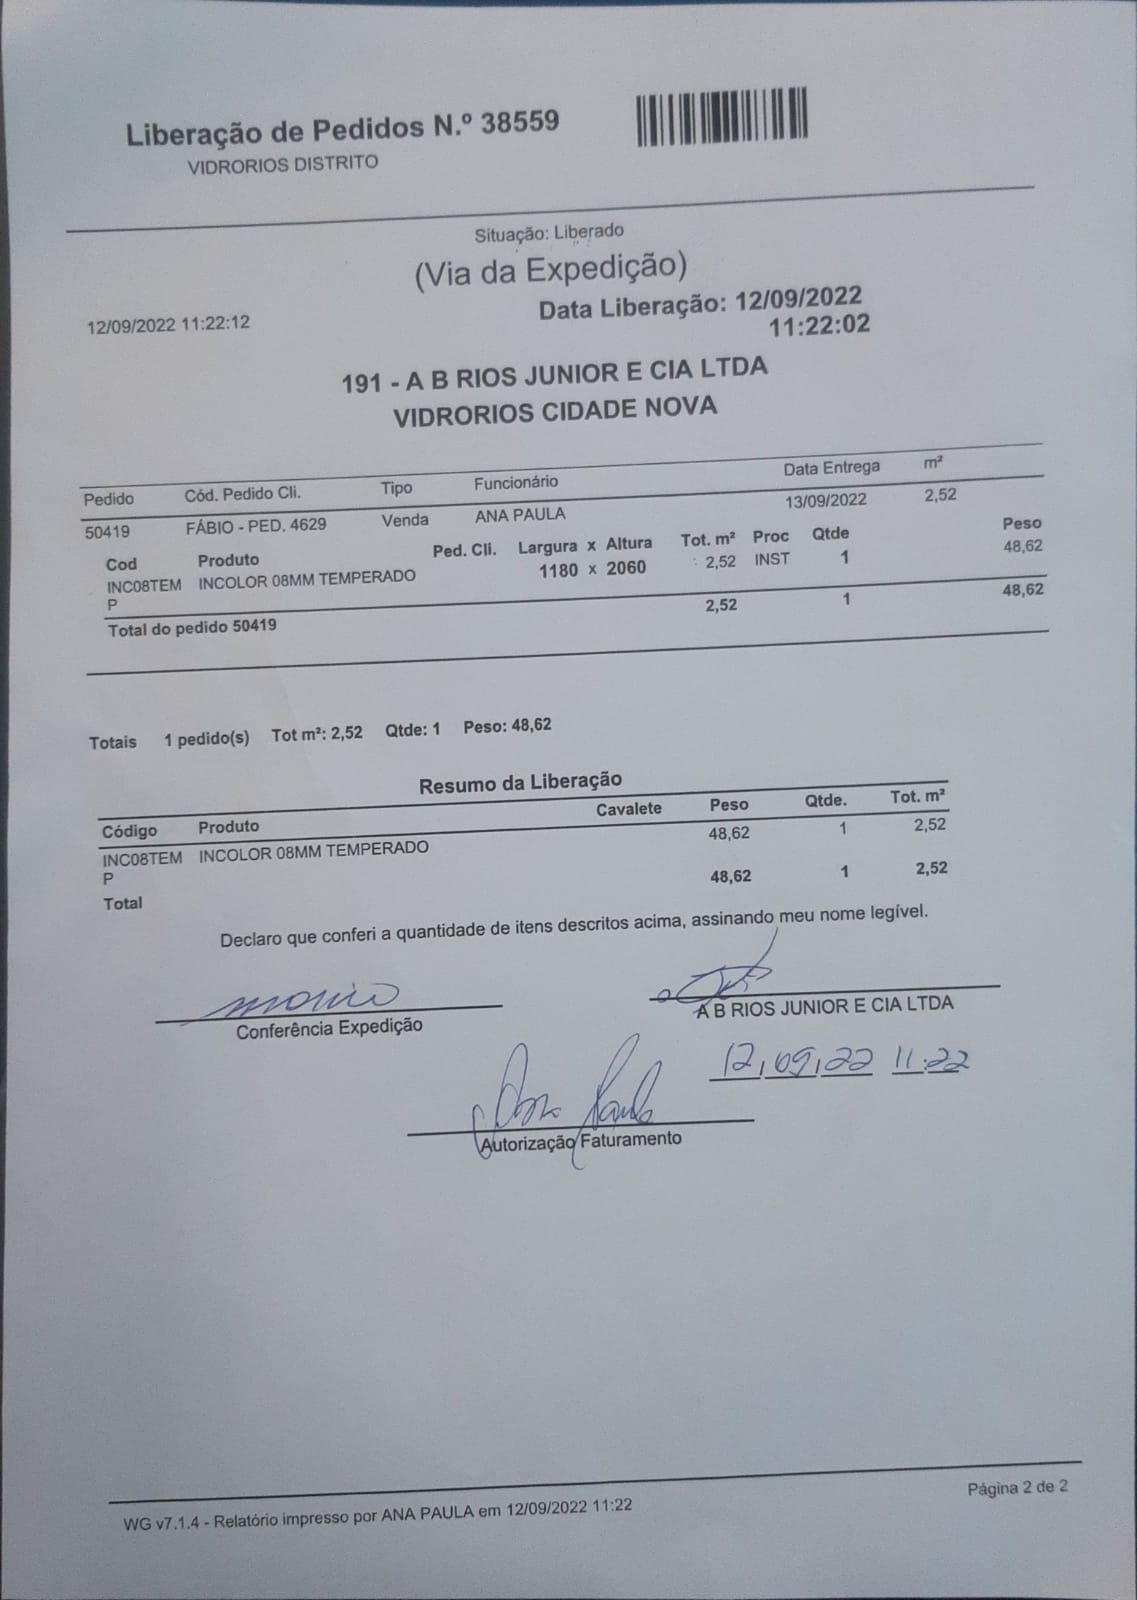 Liberação de Pedidos N.º 38559
VIDRORIOS DISTRITO
Situação: Liberado
(Via da Expedição)
12/09/2022 11:22:12
Data Liberação: 12/09/2022
11:22:02
191 - A B RIOS JUNIOR E CIA LTDA
VIDRORIOS CIDADE NOVA
Pedido Cód. Pedido Cli. Tipo Funcionário Data Entrega m²
50419 FÁBIO - PED. 4629 Venda ANA PAULA 13/09/2022 2,52
Cod Produto Ped. Cli. Largura x Altura Tot. m² Proc Qtde Peso
INC08TEM INCOLOR 08MM TEMPERADO 1180 x 2060 2,52 INST 1 48,62
P
Total do pedido 50419 2,52 1 48,62
Totais 1 pedido(s) Tot m²: 2,52 Qtde: 1 Peso: 48,62
Resumo da Liberação
Código Produto Cavalete Peso Qtde. Tot. m²
INC08TEM INCOLOR 08MM TEMPERADO 48,62 1 2,52
P
Total 48,62 1 2,52
Declaro que conferi a quantidade de itens descritos acima, assinando meu nome legível.
Conferência Expedição
A B RIOS JUNIOR E CIA LTDA
12,09,22 11:22
Ana Paula
Autorização Faturamento
WG v7.1.4 - Relatório impresso por ANA PAULA em 12/09/2022 11:22
Página 2 de 2